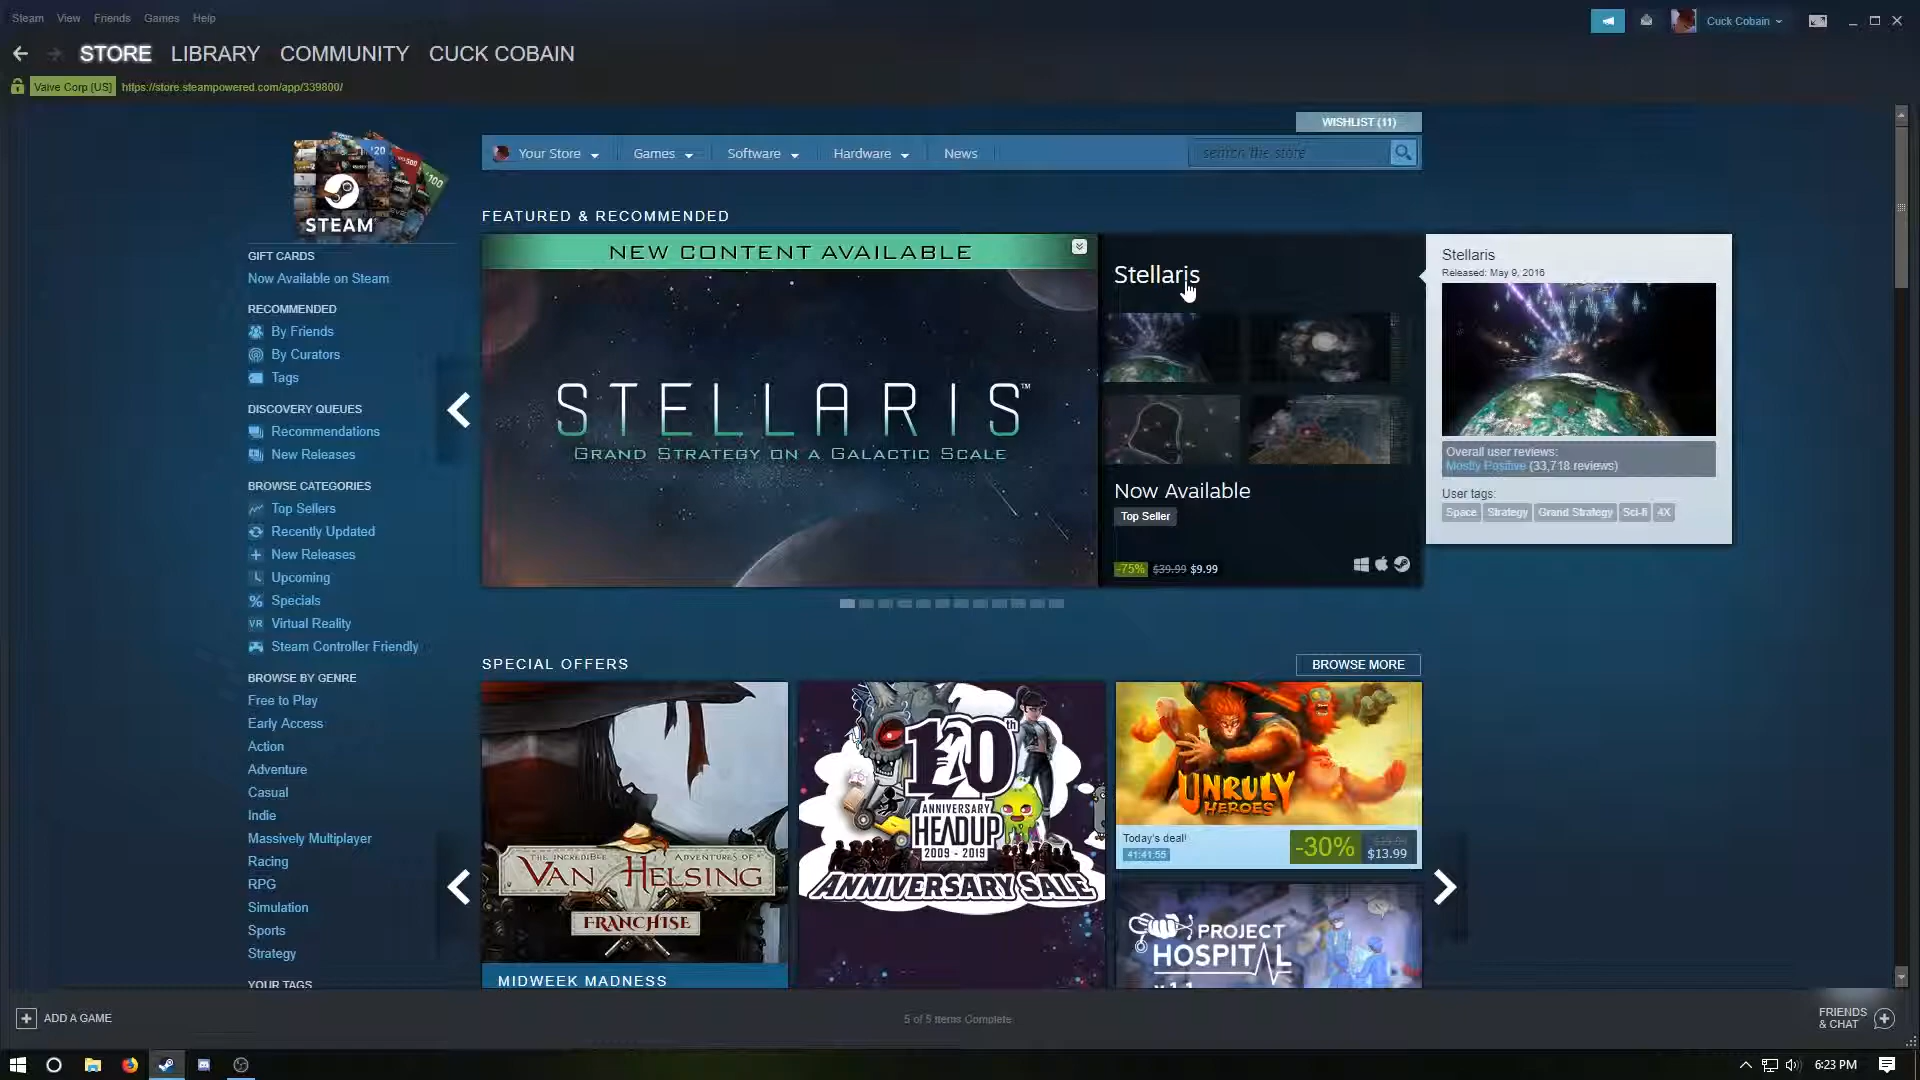 Steam View Friends Games Help
Cuck Cobain
STORE LIBRARY COMMUNITY CUCK COBAIN
Valve Corp [US] https://store.steampowered.com/app/339800/
WISHLIST (11)
Your Store Games Software Hardware News
search the store
$20
$100
STEAM
GIFT CARDS
Now Available on Steam
RECOMMENDED
By Friends
By Curators
Tags
DISCOVERY QUEUES
Recommendations
New Releases
BROWSE CATEGORIES
Top Sellers
Recently Updated
New Releases
Upcoming
Specials
VR Virtual Reality
Steam Controller Friendly
BROWSE BY GENRE
Free to Play
Early Access
Action
Adventure
Casual
Indie
Massively Multiplayer
Racing
RPG
Simulation
Sports
Strategy
YOUR TAGS
FEATURED & RECOMMENDED
NEW CONTENT AVAILABLE
STELLARIS™
GRAND STRATEGY ON A GALACTIC SCALE
Stellaris
Now Available
Top Seller
-75% $39.99 $9.99
Stellaris
Released: May 9, 2016
Overall user reviews:
Mostly Positive (33,718 reviews)
User tags:
Space Strategy Grand Strategy Sci-fi 4X
SPECIAL OFFERS
BROWSE MORE
THE INCREDIBLE ADVENTURES OF
VAN HELSING
FRANCHISE
MIDWEEK MADNESS
10th
ANNIVERSARY
HEADUP
2009 - 2019
ANNIVERSARY SALE
UNRULY
HEROES
Today's deal!
41:41:55
-30%
$13.99
PROJECT
HOSPITAL
v 1.1
ADD A GAME
5 of 5 Items Complete
FRIENDS
& CHAT
6:23 PM